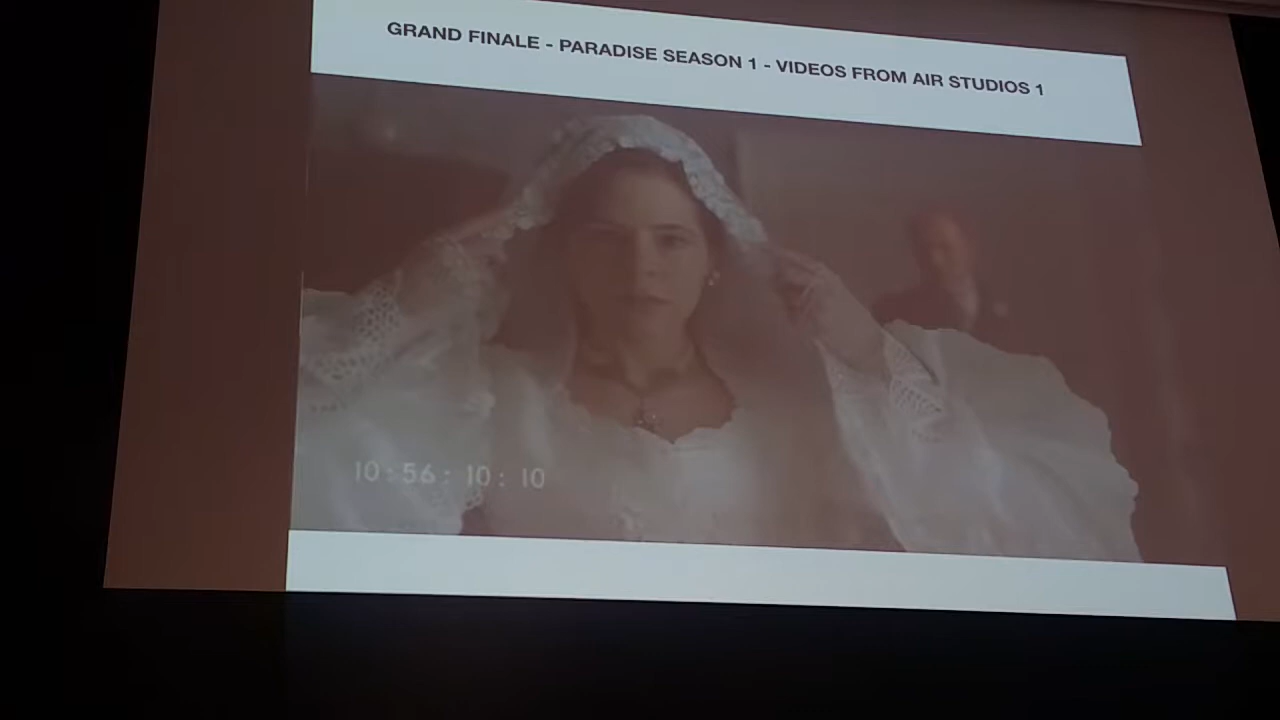 GRAND FINALE - PARADISE SEASON 1 - VIDEOS FROM AIR STUDIOS 1
10:56:10:10